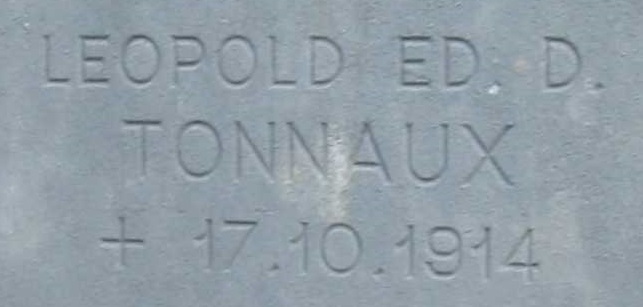 LEOPOLD ED. D.
TONNAUX
+ 17.10.1914